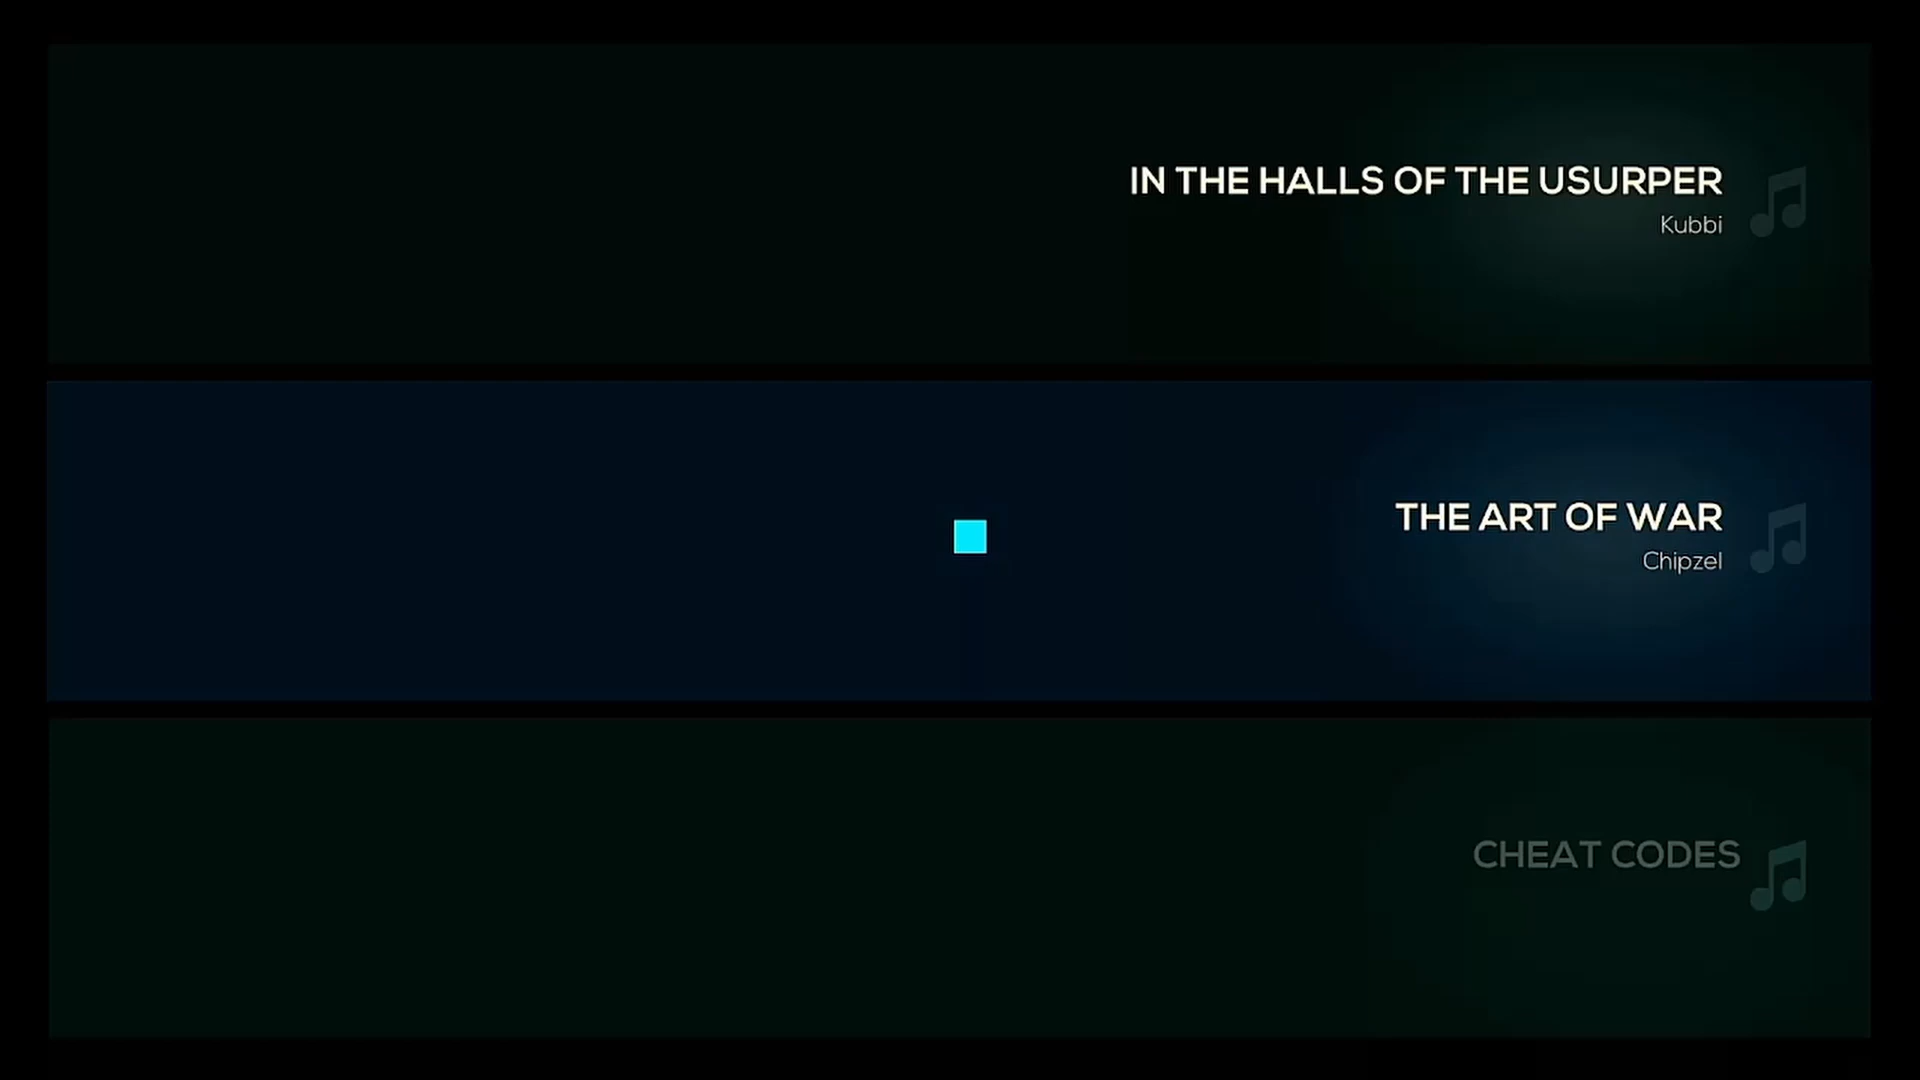 IN THE HALLS OF THE USURPER
Kubbi
THE ART OF WAR
Chipzel
CHEAT CODES